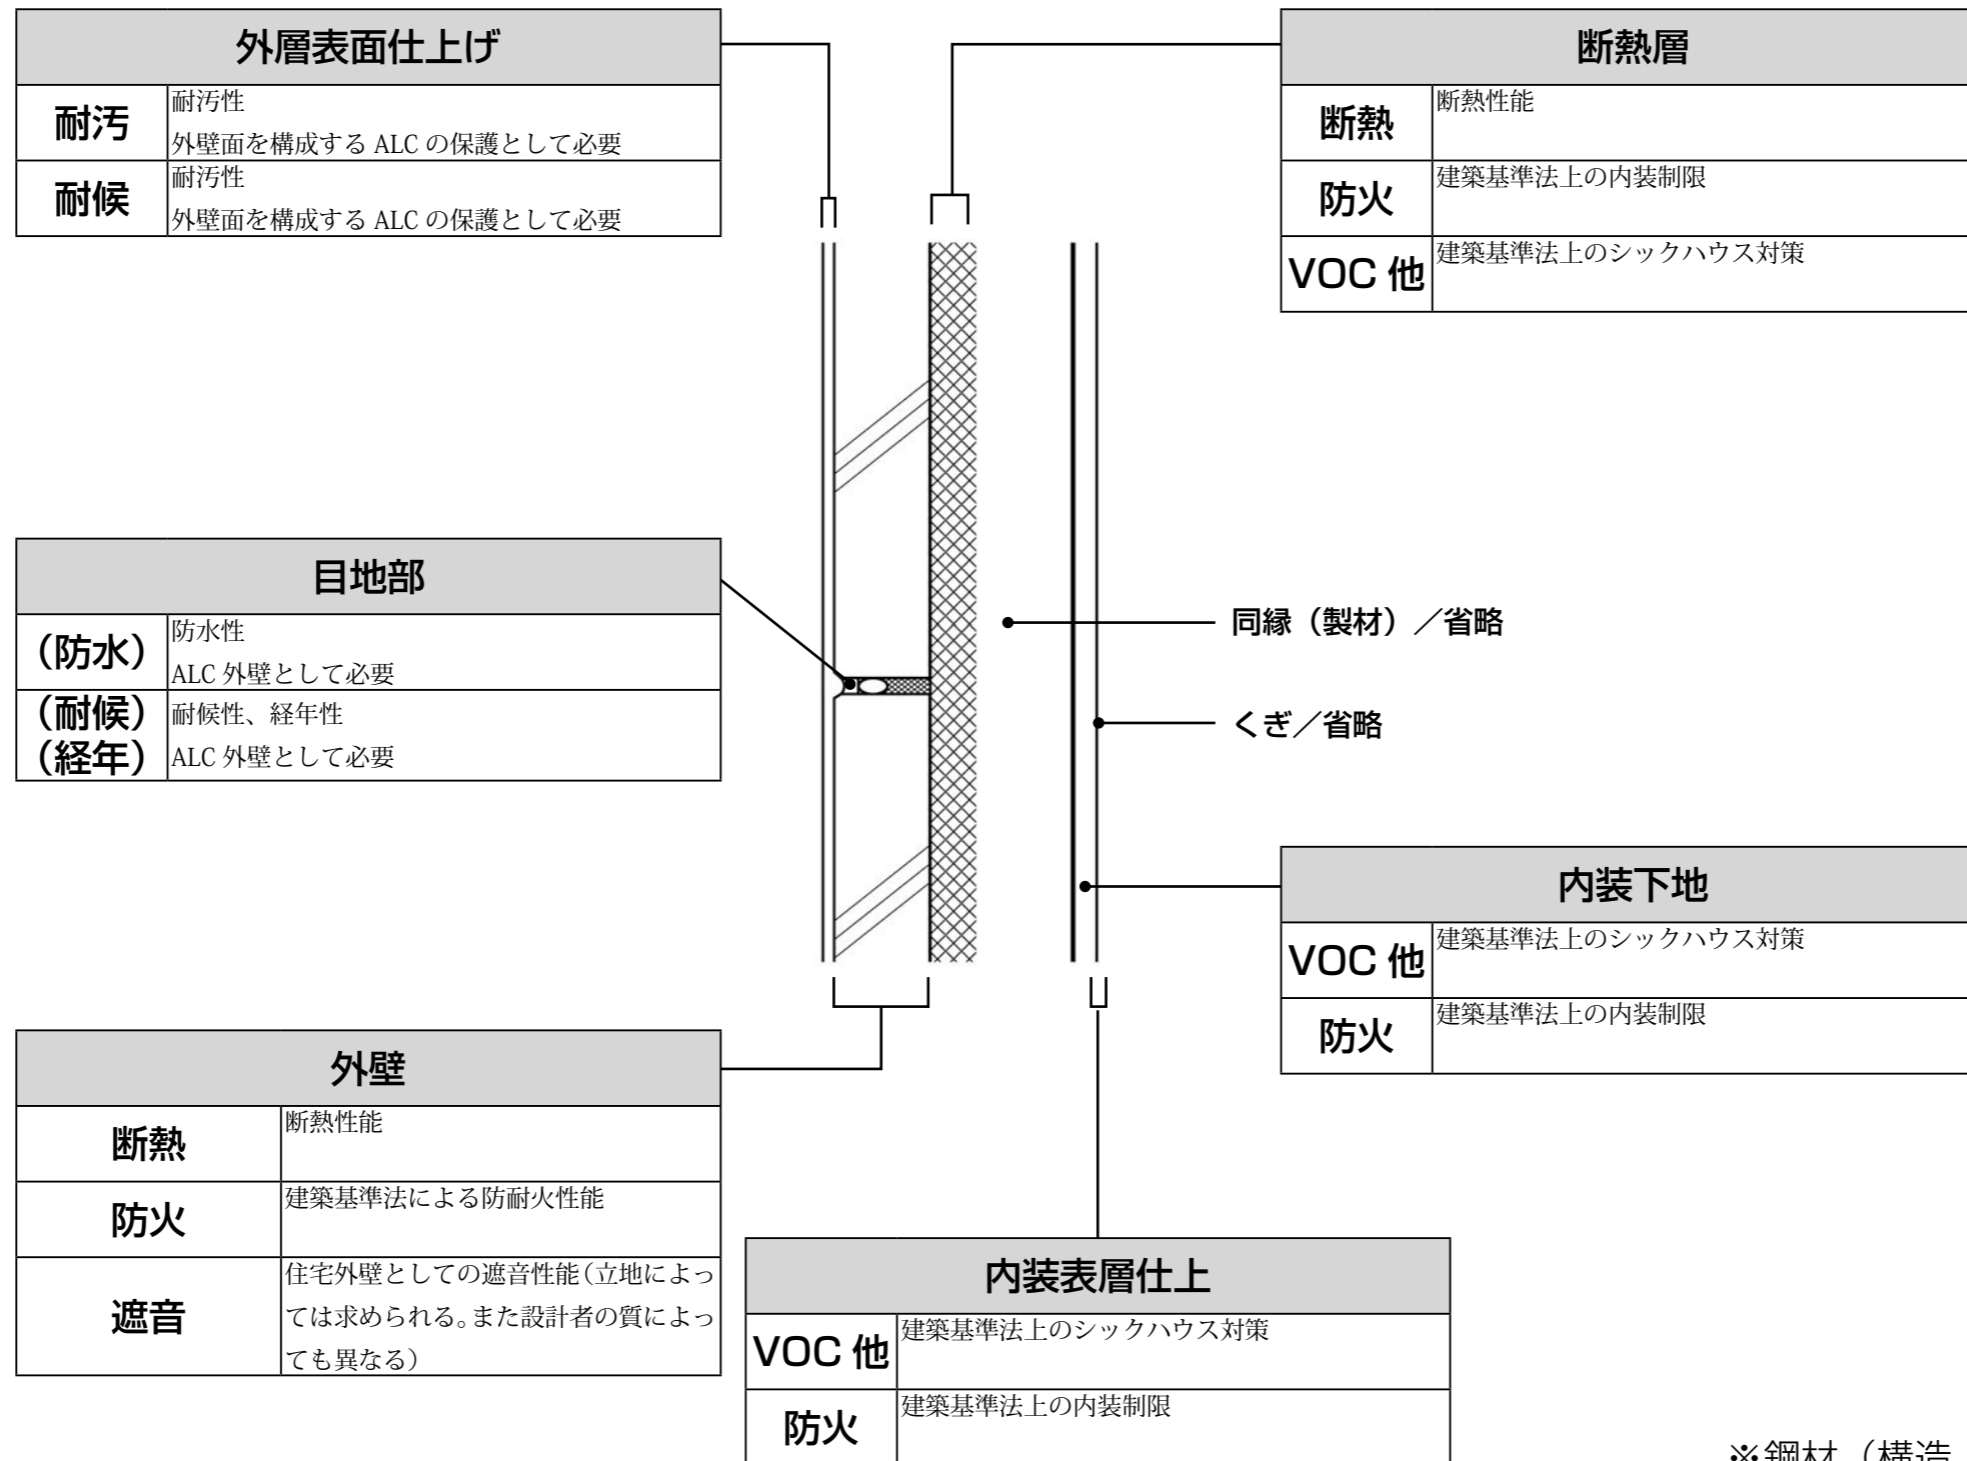 外層表面仕上げ
耐汚
耐汚性
外壁面を構成する ALC の保護として必要
耐候
耐汚性
外壁面を構成する ALC の保護として必要
断熱層
断熱
断熱性能
防火
建築基準法上の内装制限
VOC 他
建築基準法上のシックハウス対策
目地部
（防水）
防水性
ALC 外壁として必要
（耐候）
（経年）
耐候性、経年性
ALC 外壁として必要
同縁（製材）／省略
くぎ／省略
内装下地
VOC 他
建築基準法上のシックハウス対策
防火
建築基準法上の内装制限
外壁
断熱
断熱性能
防火
建築基準法による防耐火性能
遮音
住宅外壁としての遮音性能（立地によっ
ては求められる。また設計者の質によっ
ても異なる）
内装表層仕上
VOC 他
建築基準法上のシックハウス対策
防火
建築基準法上の内装制限
※鋼材（構造